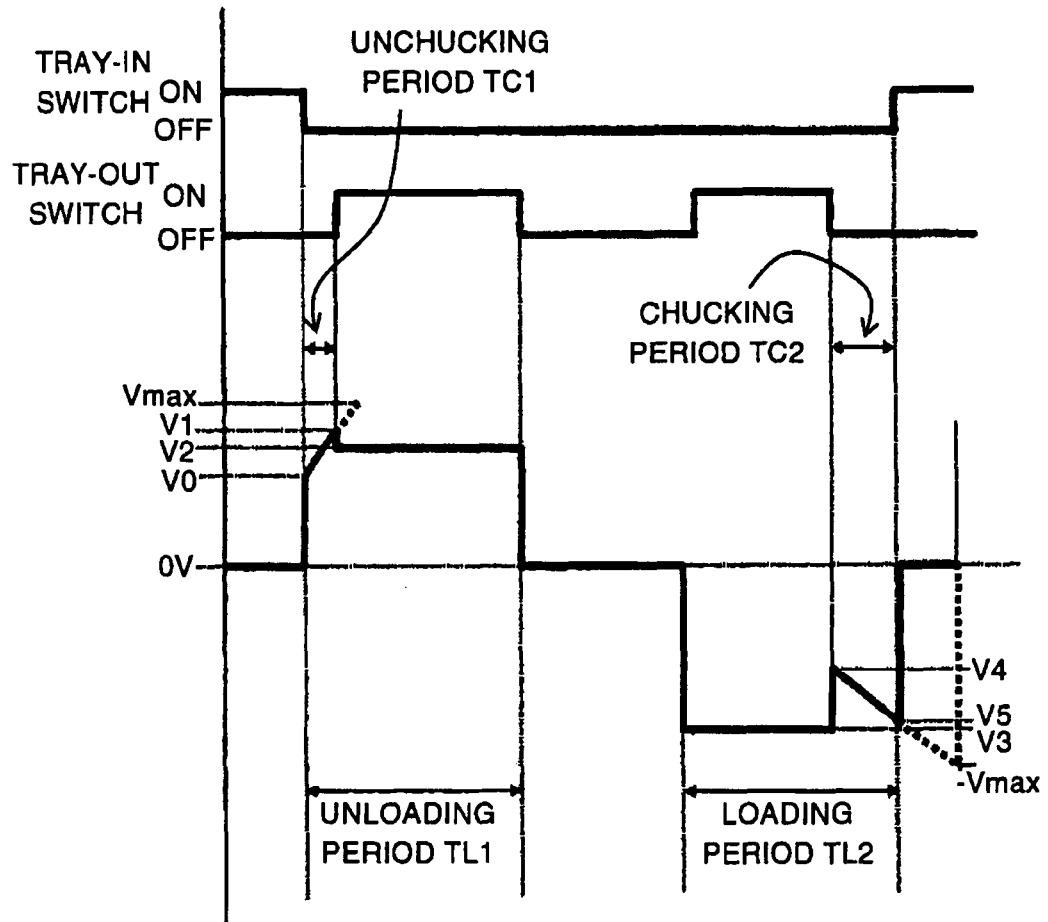 UNCHUCKING
PERIOD TC1
TRAY-IN
SWITCH
ON
OFF
TRAY-OUT
SWITCH
ON
OFF
CHUCKING
PERIOD TC2
Vmax
V1
V2
V0
0V
V4
V5
V3
-Vmax
UNLOADING
PERIOD TL1
LOADING
PERIOD TL2